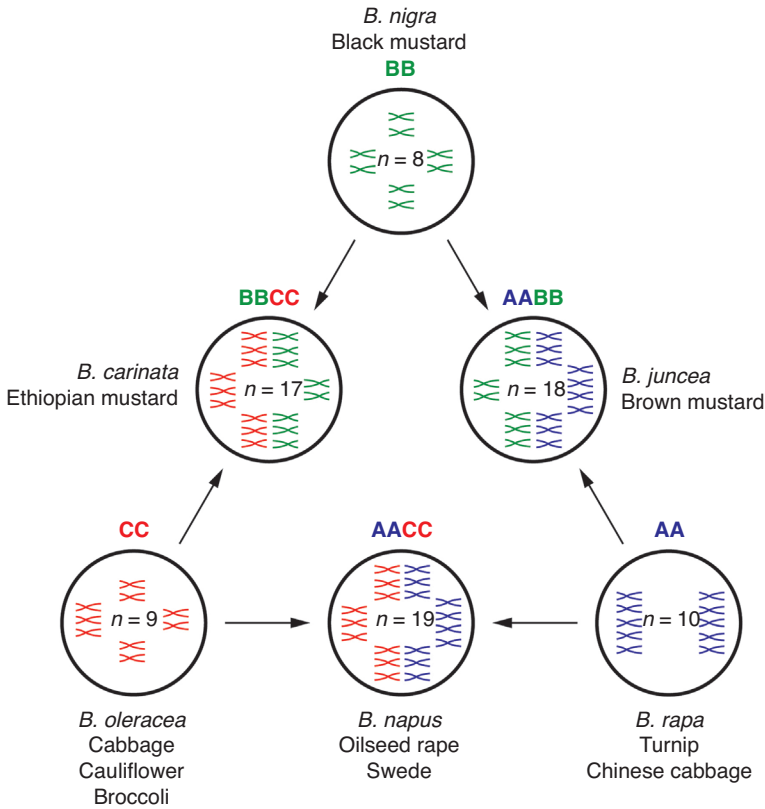 B. nigra
Black mustard
BB
n = 8
BBCC
AABB
B. carinata
Ethiopian mustard
n = 17
n = 18
B. juncea
Brown mustard
CC
AACC
AA
n = 9
n = 19
n = 10
B. oleracea
Cabbage
Cauliflower
Broccoli
B. napus
Oilseed rape
Swede
B. rapa
Turnip
Chinese cabbage